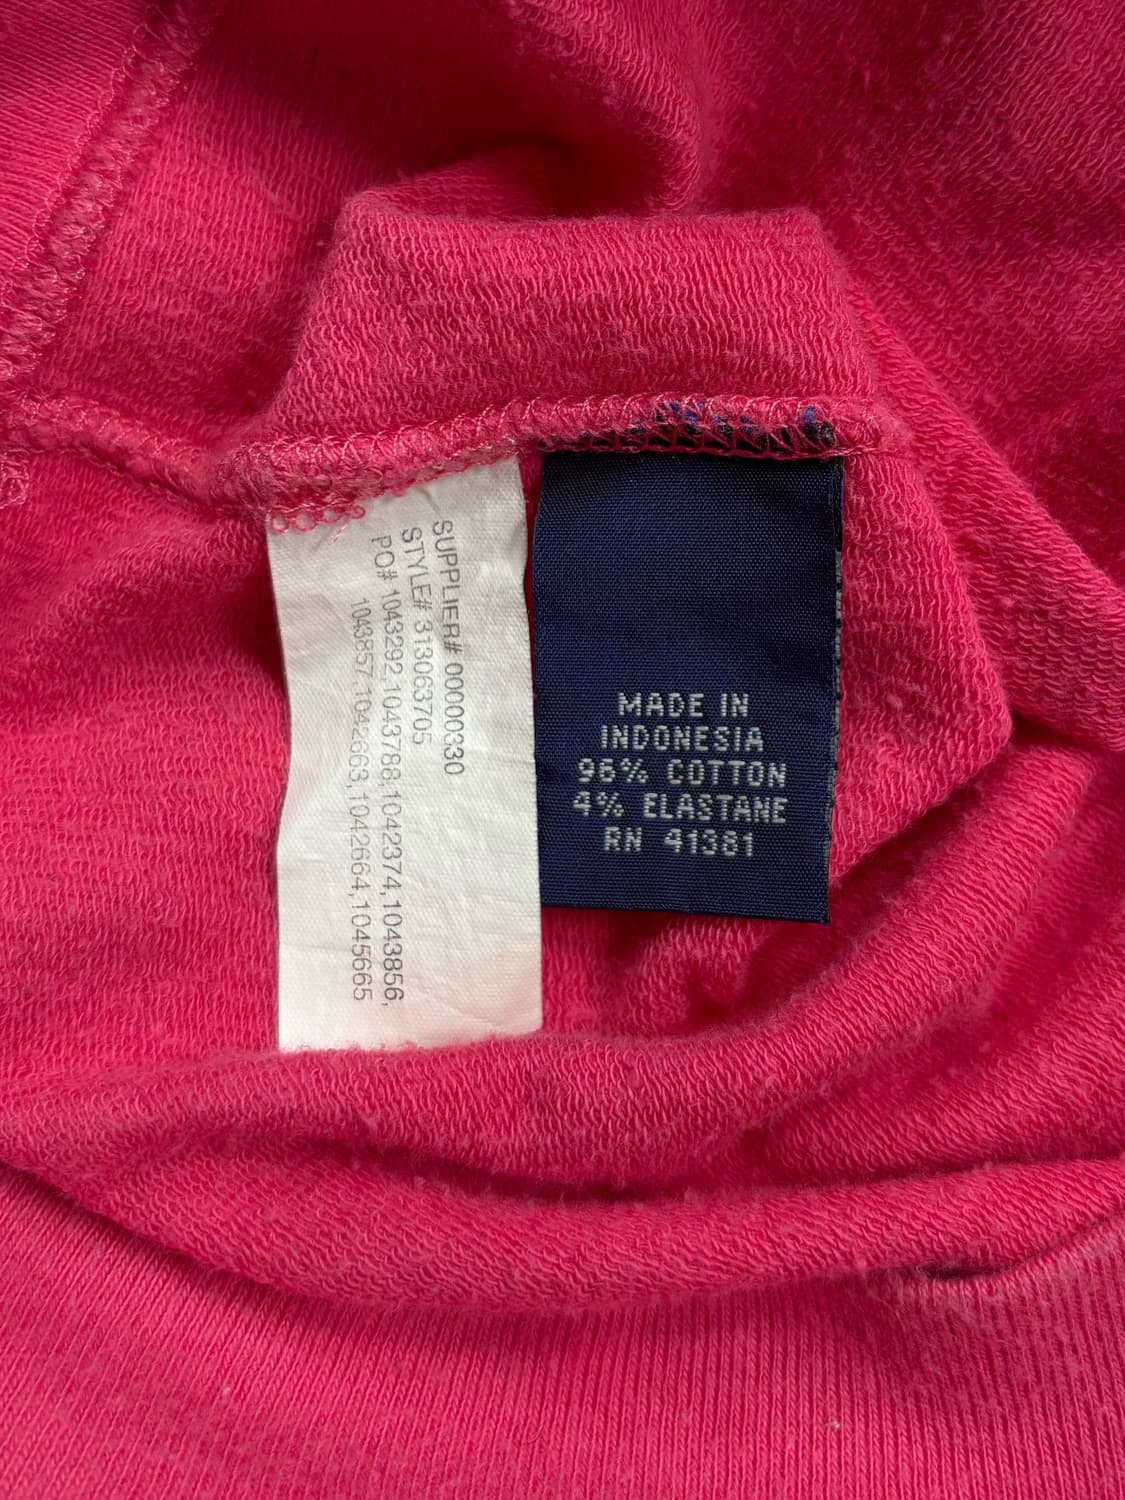 SUPPLIER# 00000330
STYLE# 313063705
PO# 1043292,1043788,1042374,1043856,
1043857,1042663,1042664,1045665
MADE IN
INDONESIA
96% COTTON
4% ELASTANE
RN 41381